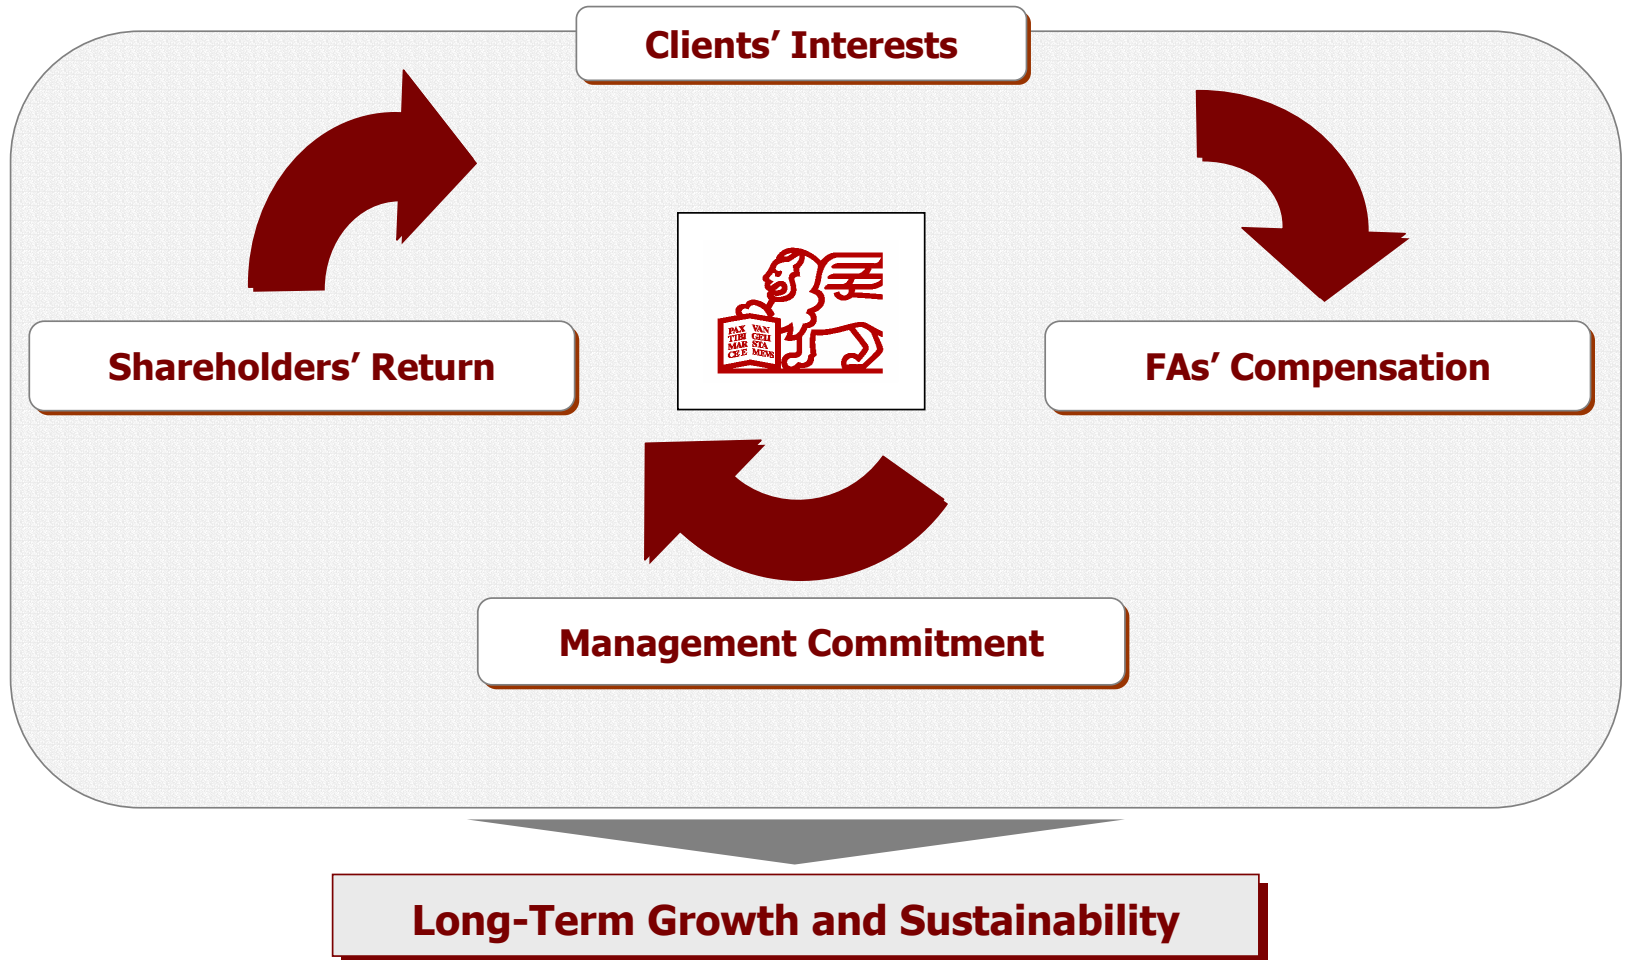 Clients’ Interests
Shareholders’ Return
PAX VAN
TIBI GELI
MAR STA
CE E MEVS
FAs’ Compensation
Management Commitment
Long-Term Growth and Sustainability